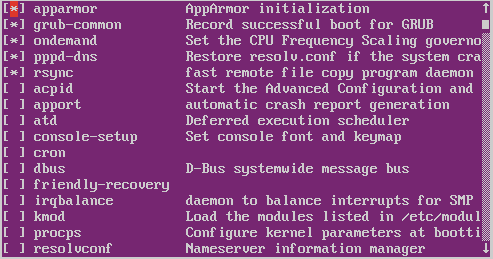 [*] apparmor AppArmor initialization
[*] grub-common Record successful boot for GRUB
[*] ondemand Set the CPU Frequency Scaling governo
[*] pppd-dns Restore resolv.conf if the system cra
[*] rsync fast remote file copy program daemon
[ ] acpid Start the Advanced Configuration and
[ ] apport automatic crash report generation
[ ] atd Deferred execution scheduler
[ ] console-setup Set console font and keymap
[ ] cron
[ ] dbus D-Bus systemwide message bus
[ ] friendly-recovery
[ ] irqbalance daemon to balance interrupts for SMP
[ ] kmod Load the modules listed in /etc/modul
[ ] procps Configure kernel parameters at bootti
[ ] resolvconf Nameserver information manager